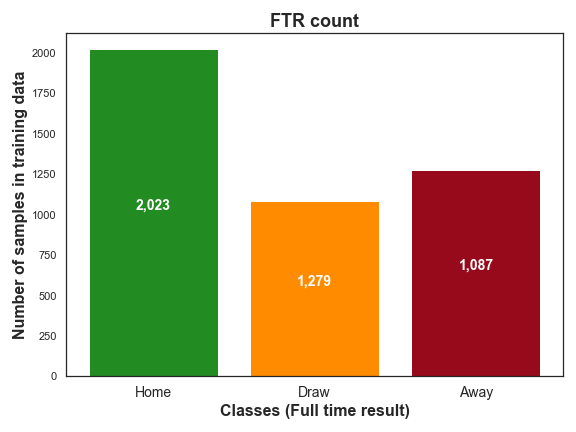 FTR count
Number of samples in training data
2000
1750
1500
1250
1000
750
500
250
0
2,023
1,279
1,087
Home
Draw
Away
Classes (Full time result)